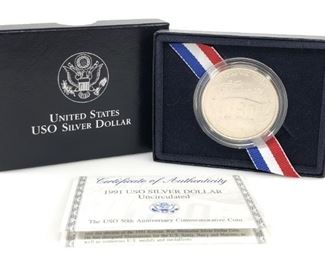 UNITED STATES
USO SILVER DOLLAR
USO
Certificate of Authenticity
1991 USO SILVER DOLLAR
Uncirculated
THE USO 50TH ANNIVERSARY COMMEMORATIVE COIN